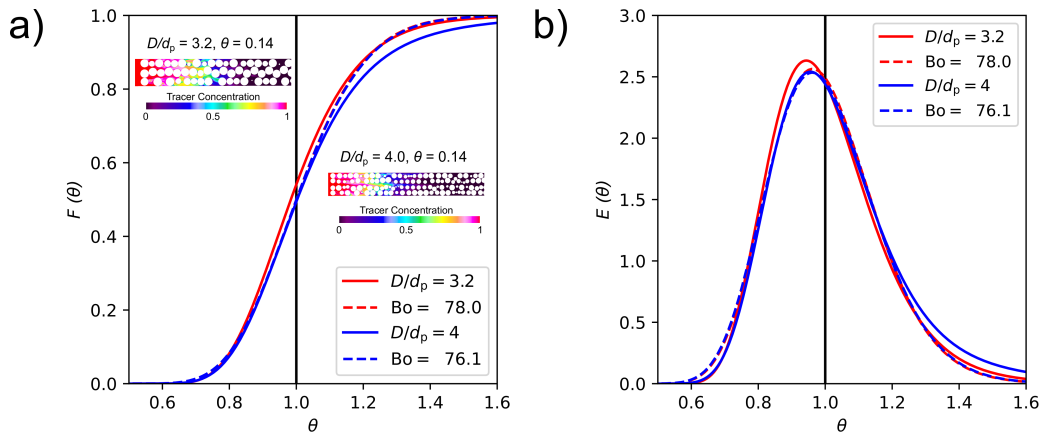 a)
D/dp = 3.2, θ = 0.14
Tracer Concentration
0 0.5 1
D/dp = 4.0, θ = 0.14
Tracer Concentration
0 0.5 1
D/dp = 3.2
Bo = 78.0
D/dp = 4
Bo = 76.1
F (θ)
1.0
0.8
0.6
0.4
0.2
0.0
0.6 0.8 1.0 1.2 1.4 1.6
θ
b)
D/dp = 3.2
Bo = 78.0
D/dp = 4
Bo = 76.1
E (θ)
3.0
2.5
2.0
1.5
1.0
0.5
0.0
0.6 0.8 1.0 1.2 1.4 1.6
θ